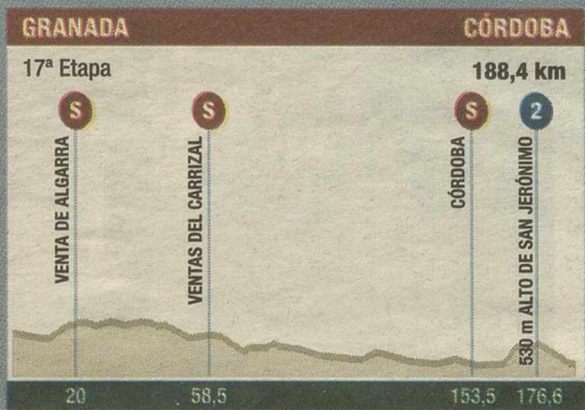 GRANADA CÓRDOBA
17ª Etapa 188,4 km
S S S 2
VENTA DE ALGARRA
VENTAS DEL CARRIZAL
CÓRDOBA
530 m ALTO DE SAN JERÓNIMO
20 58,5 153,5 176,6